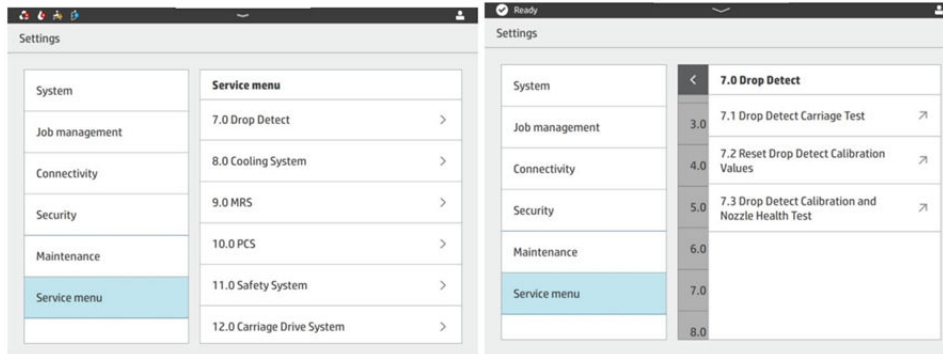 Settings
System
Job management
Connectivity
Security
Maintenance
Service menu
Service menu
7.0 Drop Detect
8.0 Cooling System
9.0 MRS
10.0 PCS
11.0 Safety System
12.0 Carriage Drive System
Ready
Settings
System
Job management
Connectivity
Security
Maintenance
Service menu
3.0
4.0
5.0
6.0
7.0
8.0
7.0 Drop Detect
7.1 Drop Detect Carriage Test
7.2 Reset Drop Detect Calibration
Values
7.3 Drop Detect Calibration and
Nozzle Health Test